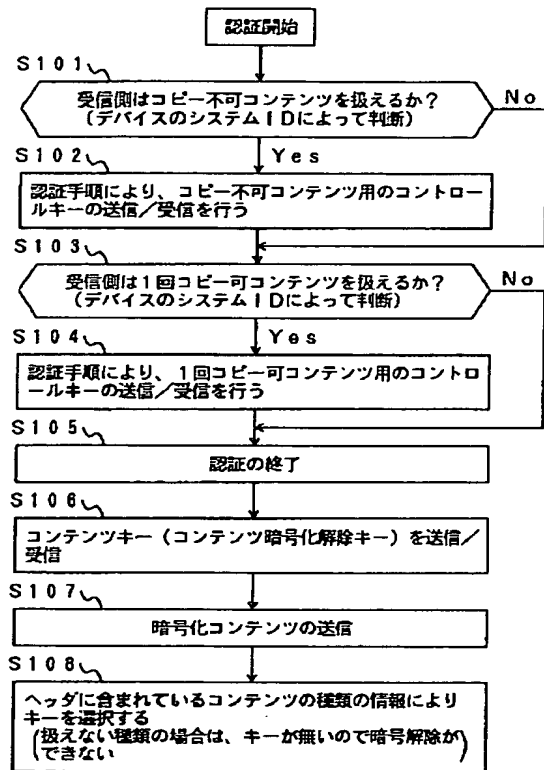 認証開始
S101
受信側はコピー不可コンテンツを扱えるか?
(デバイスのシステムIDによって判断)
No
Yes
S102
認証手順により、コピー不可コンテンツ用のコントロー
ルキーの送信/受信を行う
S103
受信側は1回コピー可コンテンツを扱えるか?
(デバイスのシステムIDによって判断)
No
Yes
S104
認証手順により、1回コピー可コンテンツ用のコントロ
ールキーの送信/受信を行う
S105
認証の終了
S106
コンテンツキー(コンテンツ暗号化解除キー)を送信/
受信
S107
暗号化コンテンツの送信
S108
ヘッダに含まれているコンテンツの種類の情報により
キーを選択する
(扱えない種類の場合は、キーが無いので暗号解除が
できない)